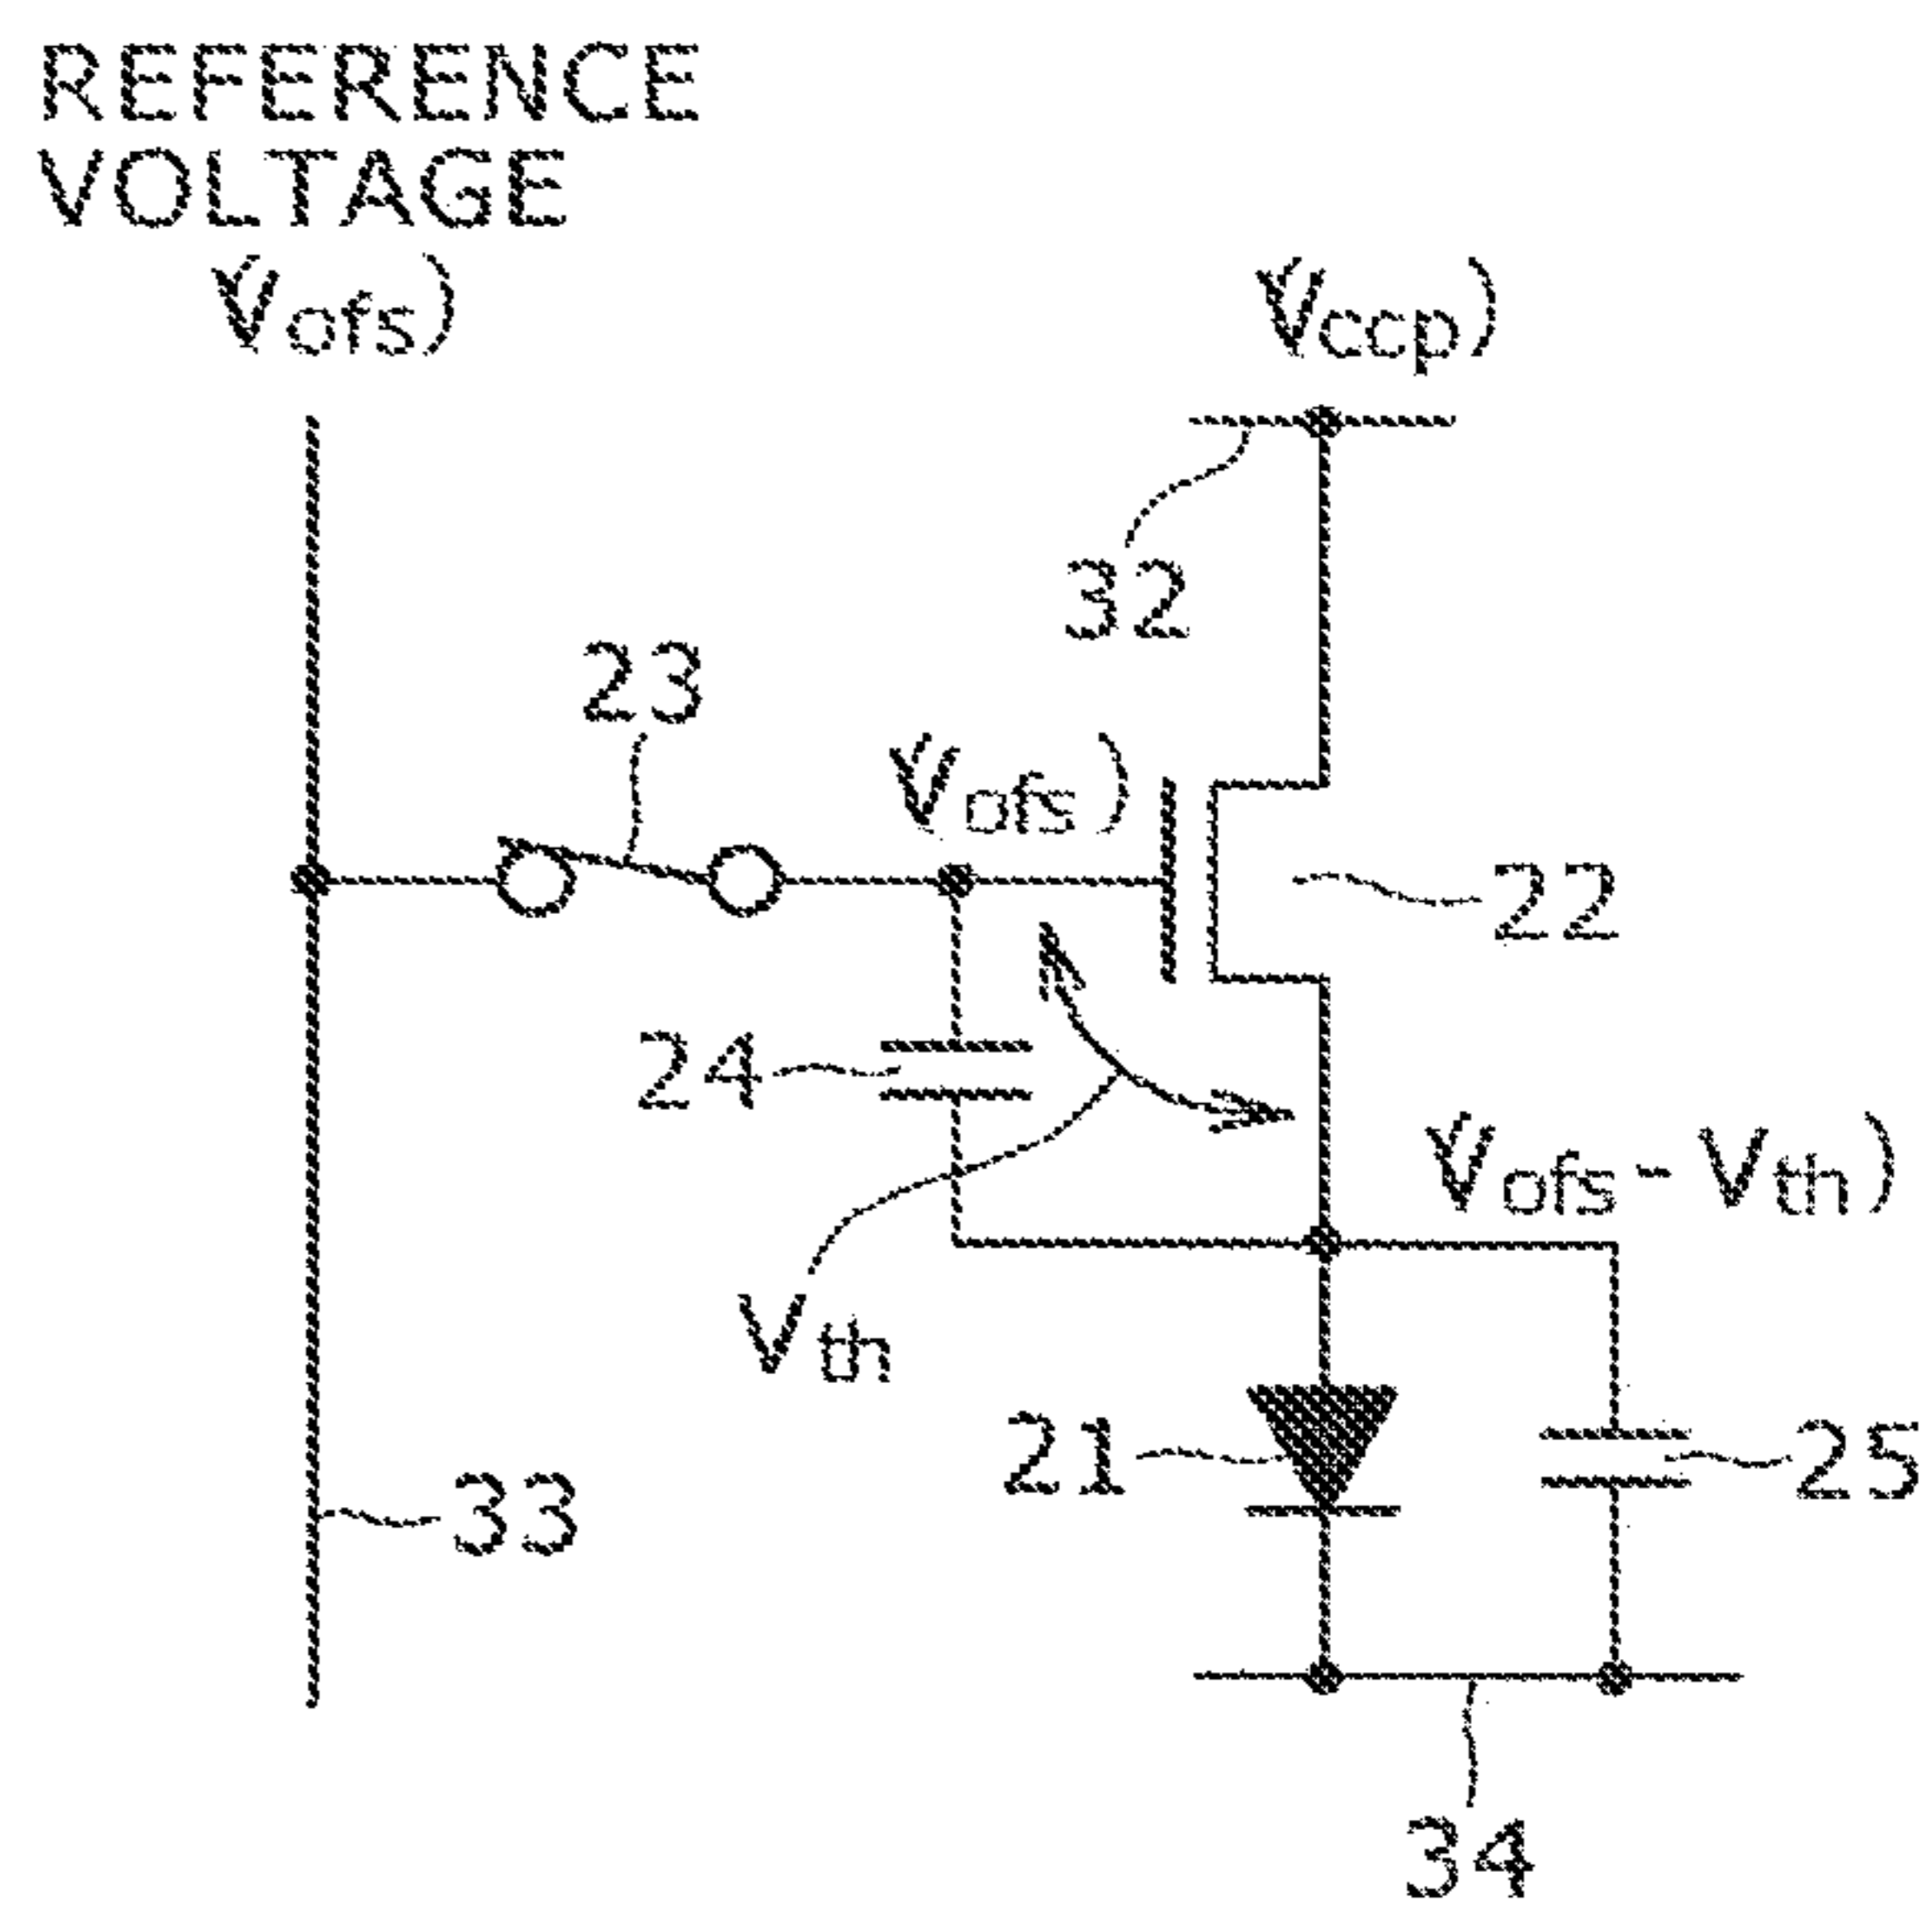 REFERENCE
VOLTAGE
(Vofs)
(Vccp)
32
23
(Vofs)
22
24
(Vofs-Vth)
Vth
21
25
33
34